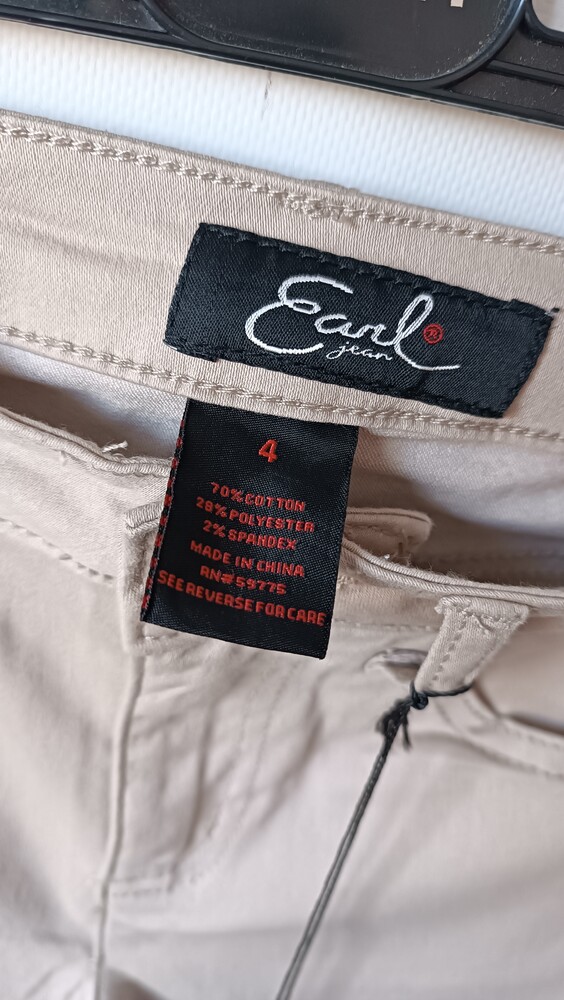 Earl®
jean
4
70% COTTON
28% POLYESTER
2% SPANDEX
MADE IN CHINA
RN# 59775
SEE REVERSE FOR CARE